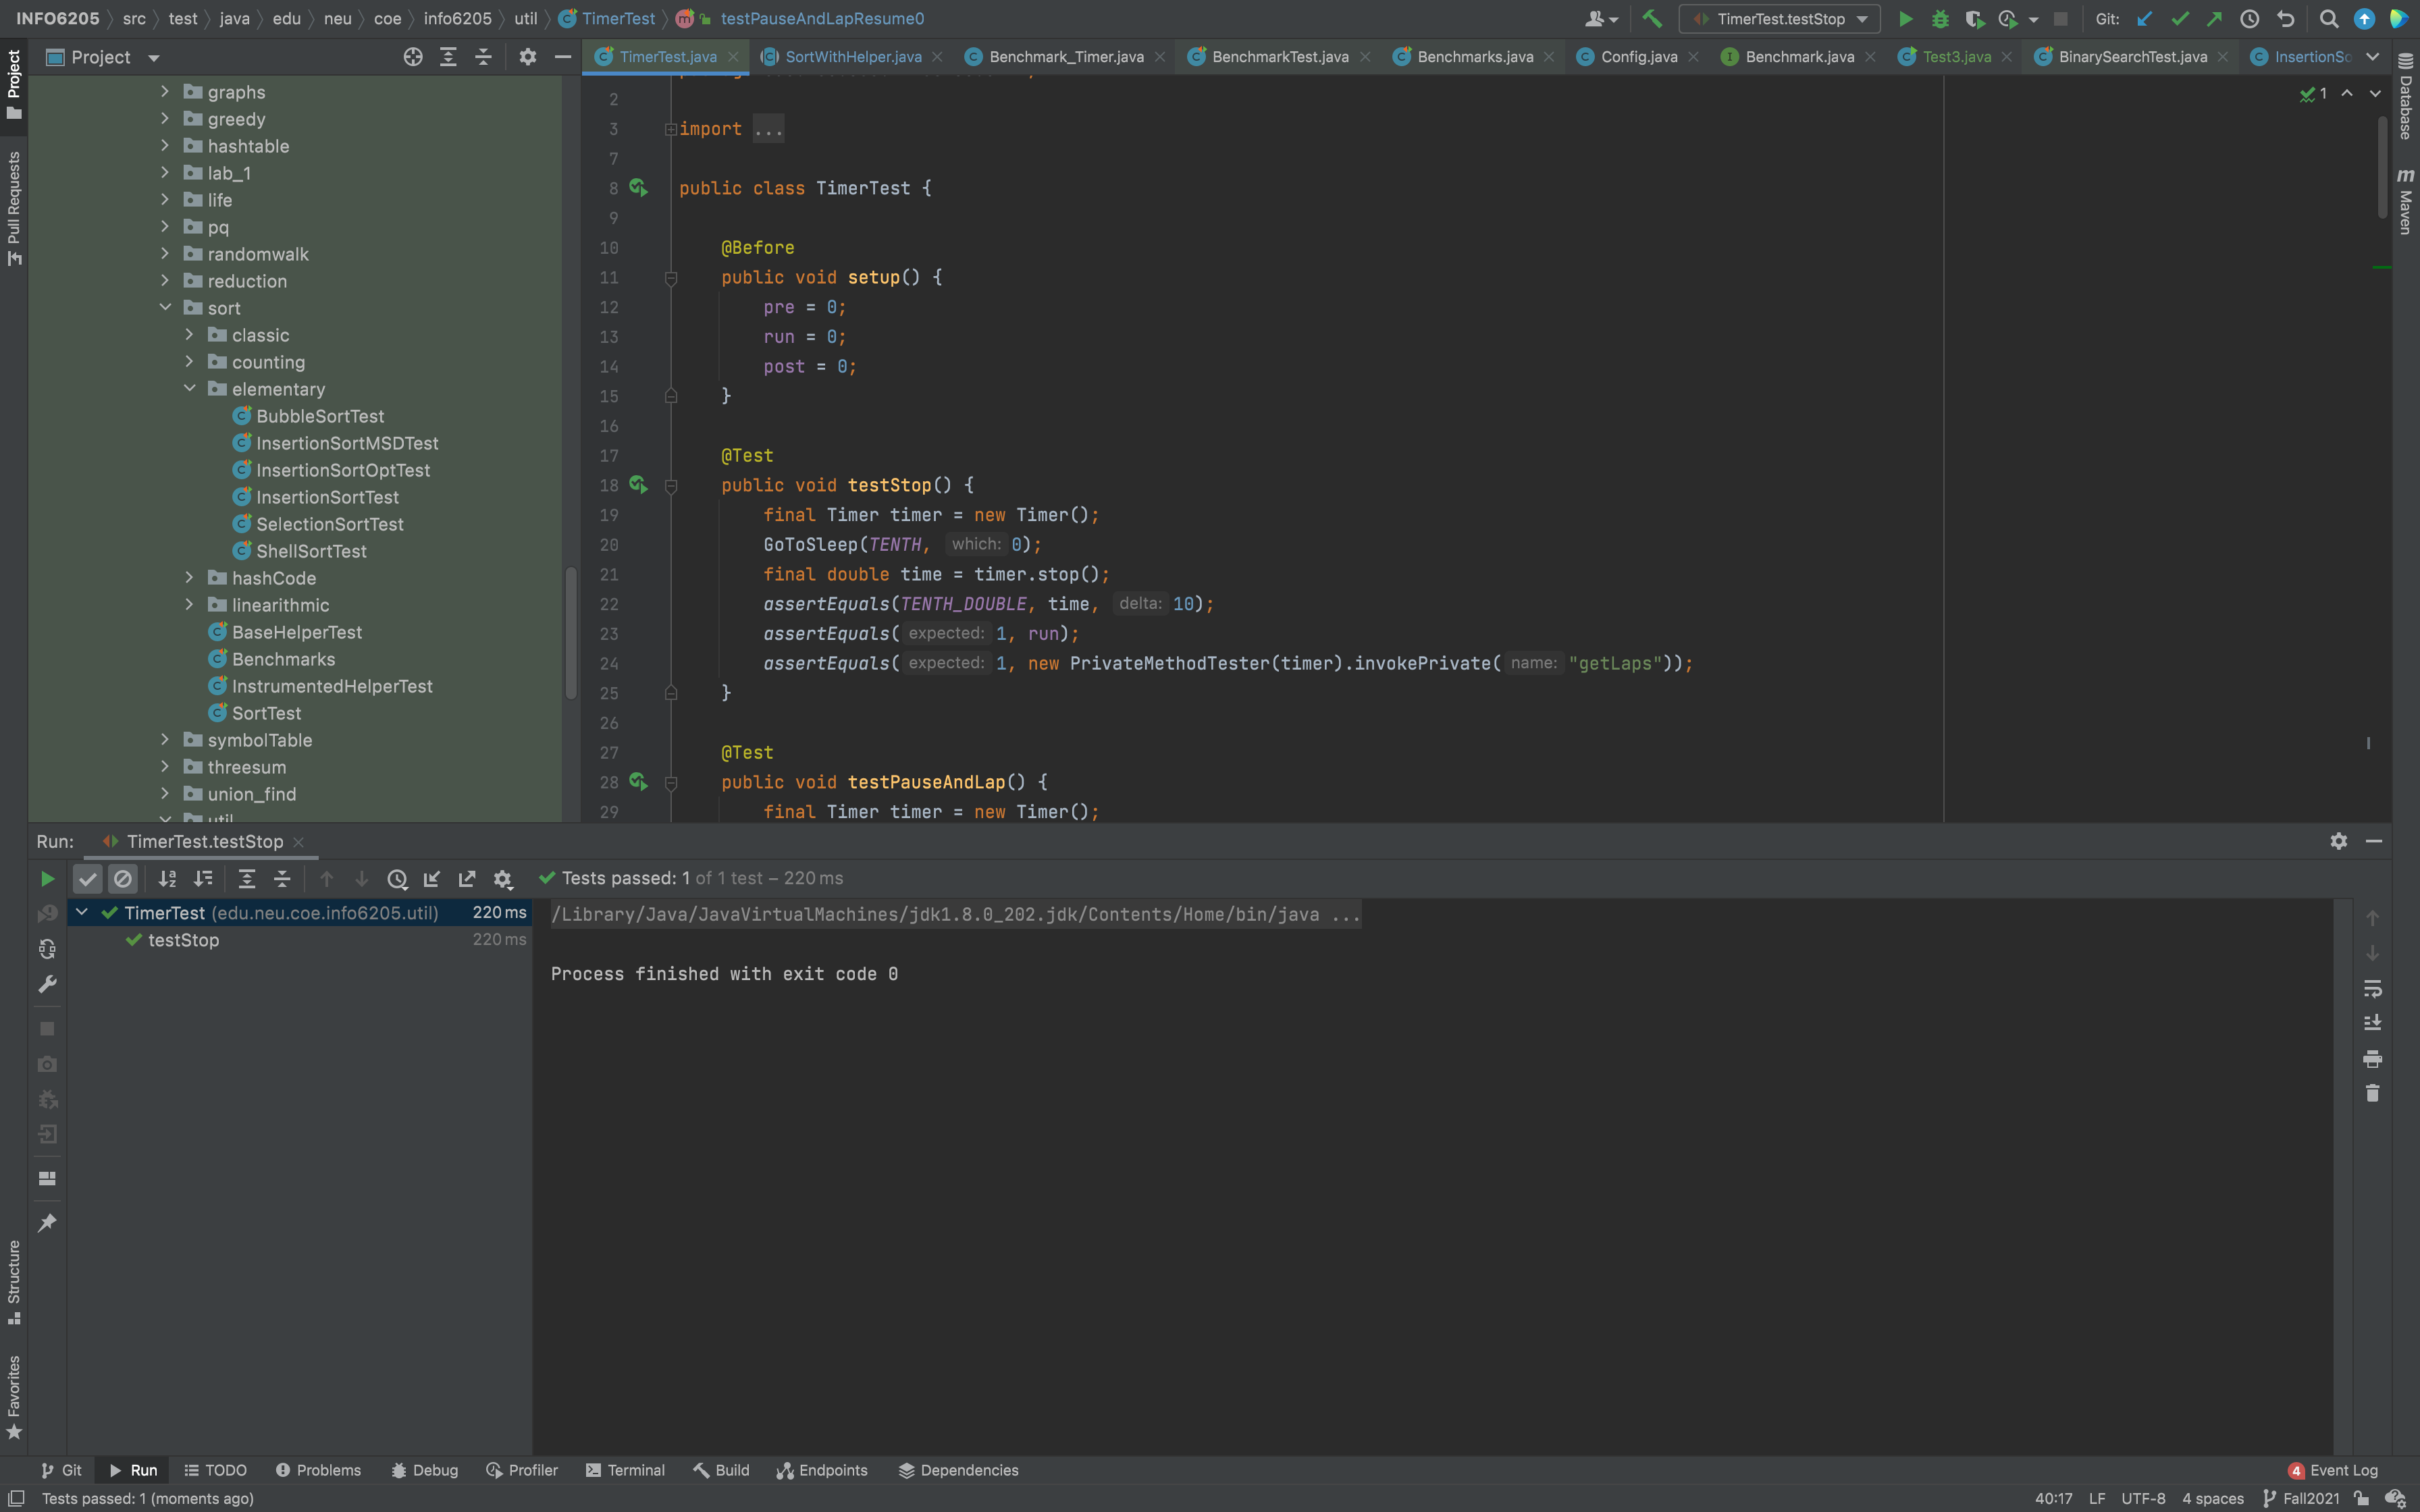 INFO6205 src test java edu neu coe info6205 util TimerTest testPauseAndLapResume0
TimerTest.testStop Git:
Project
TimerTest.java SortWithHelper.java Benchmark_Timer.java BenchmarkTest.java Benchmarks.java Config.java Benchmark.java Test3.java BinarySearchTest.java InsertionSo
Project
Pull Requests
Structure
Favorites
Database
Maven
graphs
greedy
hashtable
lab_1
life
pq
randomwalk
reduction
sort
classic
counting
elementary
BubbleSortTest
InsertionSortMSDTest
InsertionSortOptTest
InsertionSortTest
SelectionSortTest
ShellSortTest
hashCode
linearithmic
BaseHelperTest
Benchmarks
InstrumentedHelperTest
SortTest
symbolTable
threesum
union_find
util
1
2
3 import ...
7
8 public class TimerTest {
9
10 @Before
11 public void setup() {
12 pre = 0;
13 run = 0;
14 post = 0;
15 }
16
17 @Test
18 public void testStop() {
19 final Timer timer = new Timer();
20 GoToSleep(TENTH, which: 0);
21 final double time = timer.stop();
22 assertEquals(TENTH_DOUBLE, time, delta: 10);
23 assertEquals( expected: 1, run);
24 assertEquals( expected: 1, new PrivateMethodTester(timer).invokePrivate( name: "getLaps"));
25 }
26
27 @Test
28 public void testPauseAndLap() {
29 final Timer timer = new Timer();
Run: TimerTest.testStop
Tests passed: 1 of 1 test – 220 ms
TimerTest (edu.neu.coe.info6205.util) 220 ms
testStop 220 ms
/Library/Java/JavaVirtualMachines/jdk1.8.0_202.jdk/Contents/Home/bin/java ...
Process finished with exit code 0
Git Run TODO Problems Debug Profiler Terminal Build Endpoints Dependencies 4 Event Log
Tests passed: 1 (moments ago) 40:17 LF UTF-8 4 spaces Fall2021